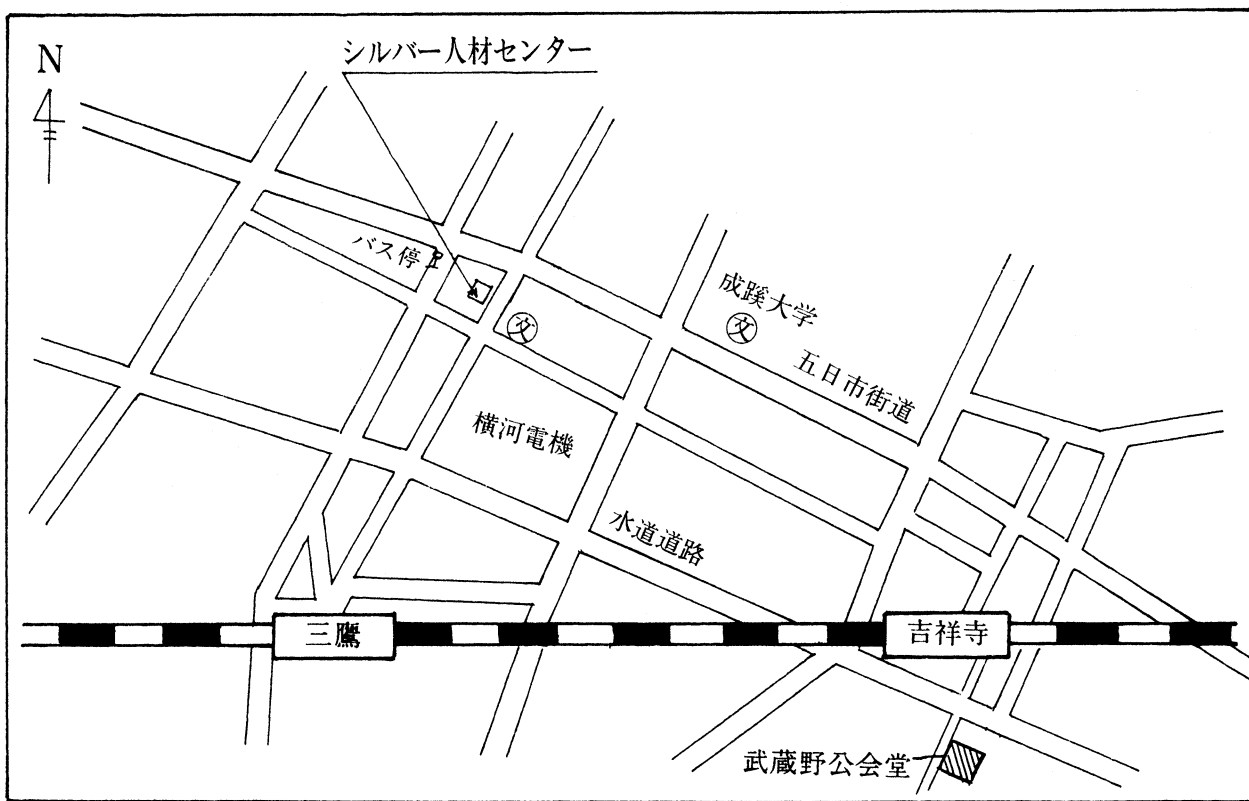 N
シルバー人材センター
バス停
文
成蹊大学
文
五日市街道
横河電機
水道道路
三鷹
吉祥寺
武蔵野公会堂